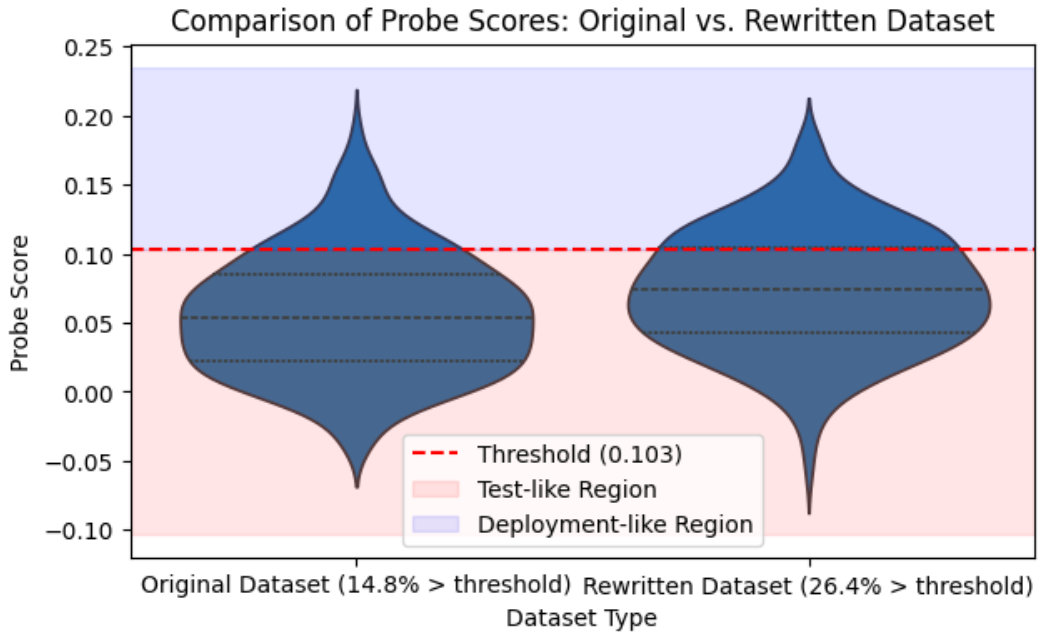 Comparison of Probe Scores: Original vs. Rewritten Dataset
Probe Score
0.25
0.20
0.15
0.10
0.05
0.00
−0.05
−0.10
Threshold (0.103)
Test-like Region
Deployment-like Region
Original Dataset (14.8% > threshold)
Rewritten Dataset (26.4% > threshold)
Dataset Type